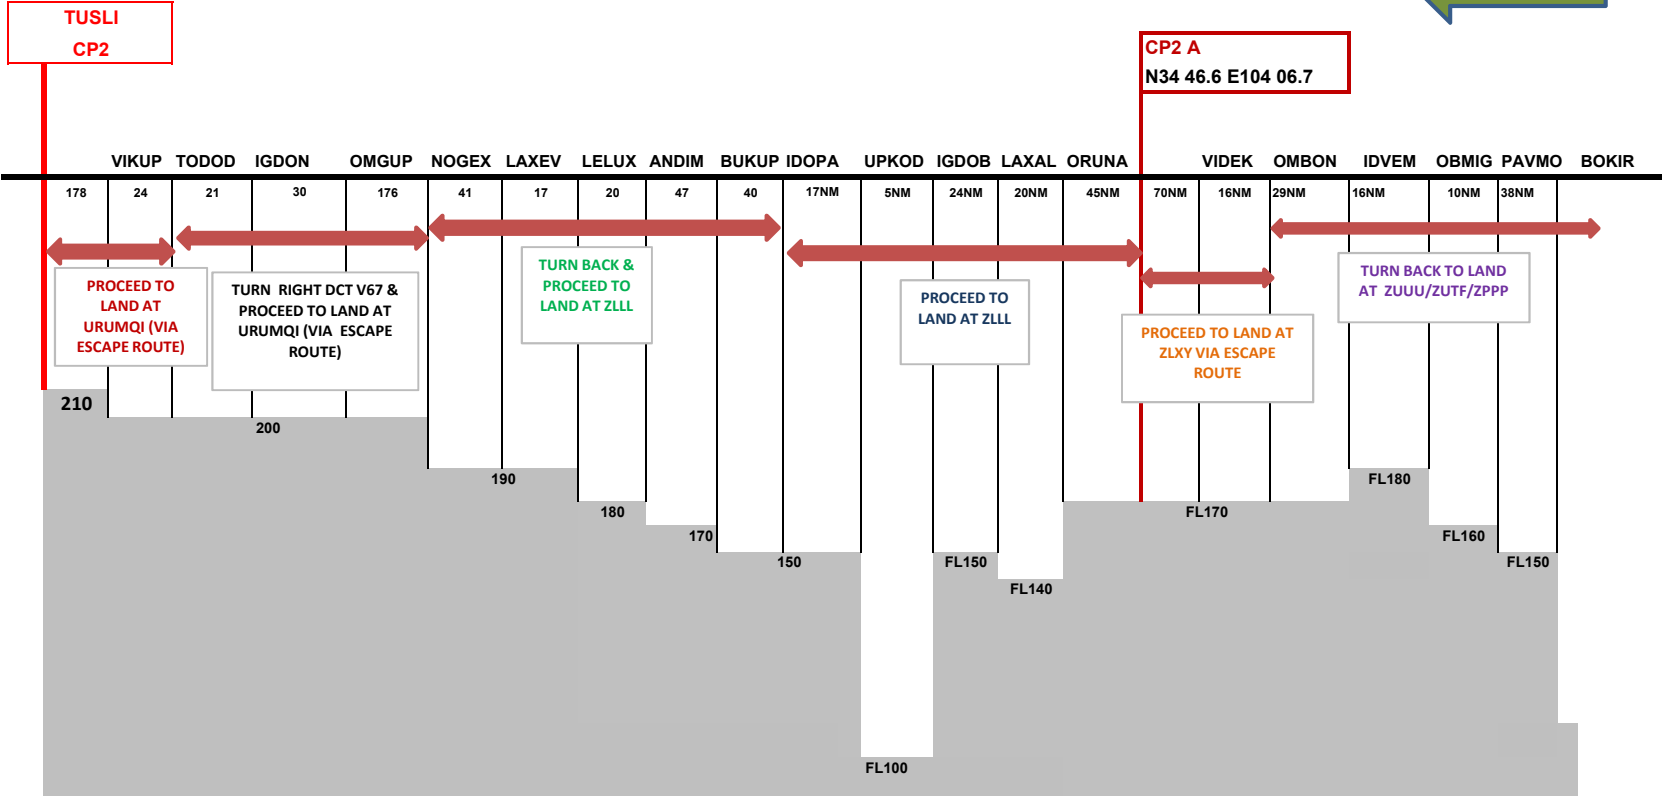 TUSLI
CP2
CP2 A
N34 46.6 E104 06.7
VIKUP TODOD IGDON OMGUP NOGEX LAXEV LELUX ANDIM BUKUP IDOPA UPKOD IGDOB LAXAL ORUNA VIDEK OMBON IDVEM OBMIG PAVMO BOKIR
178 24 21 30 176 41 17 20 47 40 17NM 5NM 24NM 20NM 45NM 70NM 16NM 29NM 16NM 10NM 38NM
PROCEED TO
LAND AT
URUMQI (VIA
ESCAPE ROUTE)
TURN RIGHT DCT V67 &
PROCEED TO LAND AT
URUMQI (VIA ESCAPE
ROUTE)
TURN BACK &
PROCEED TO
LAND AT ZLLL
PROCEED TO
LAND AT ZLLL
PROCEED TO LAND AT
ZLXY VIA ESCAPE
ROUTE
TURN BACK TO LAND
AT ZUUU/ZUTF/ZPPP
210
200
190
180
170
150
FL100
FL150
FL140
FL170
FL180
FL160
FL150